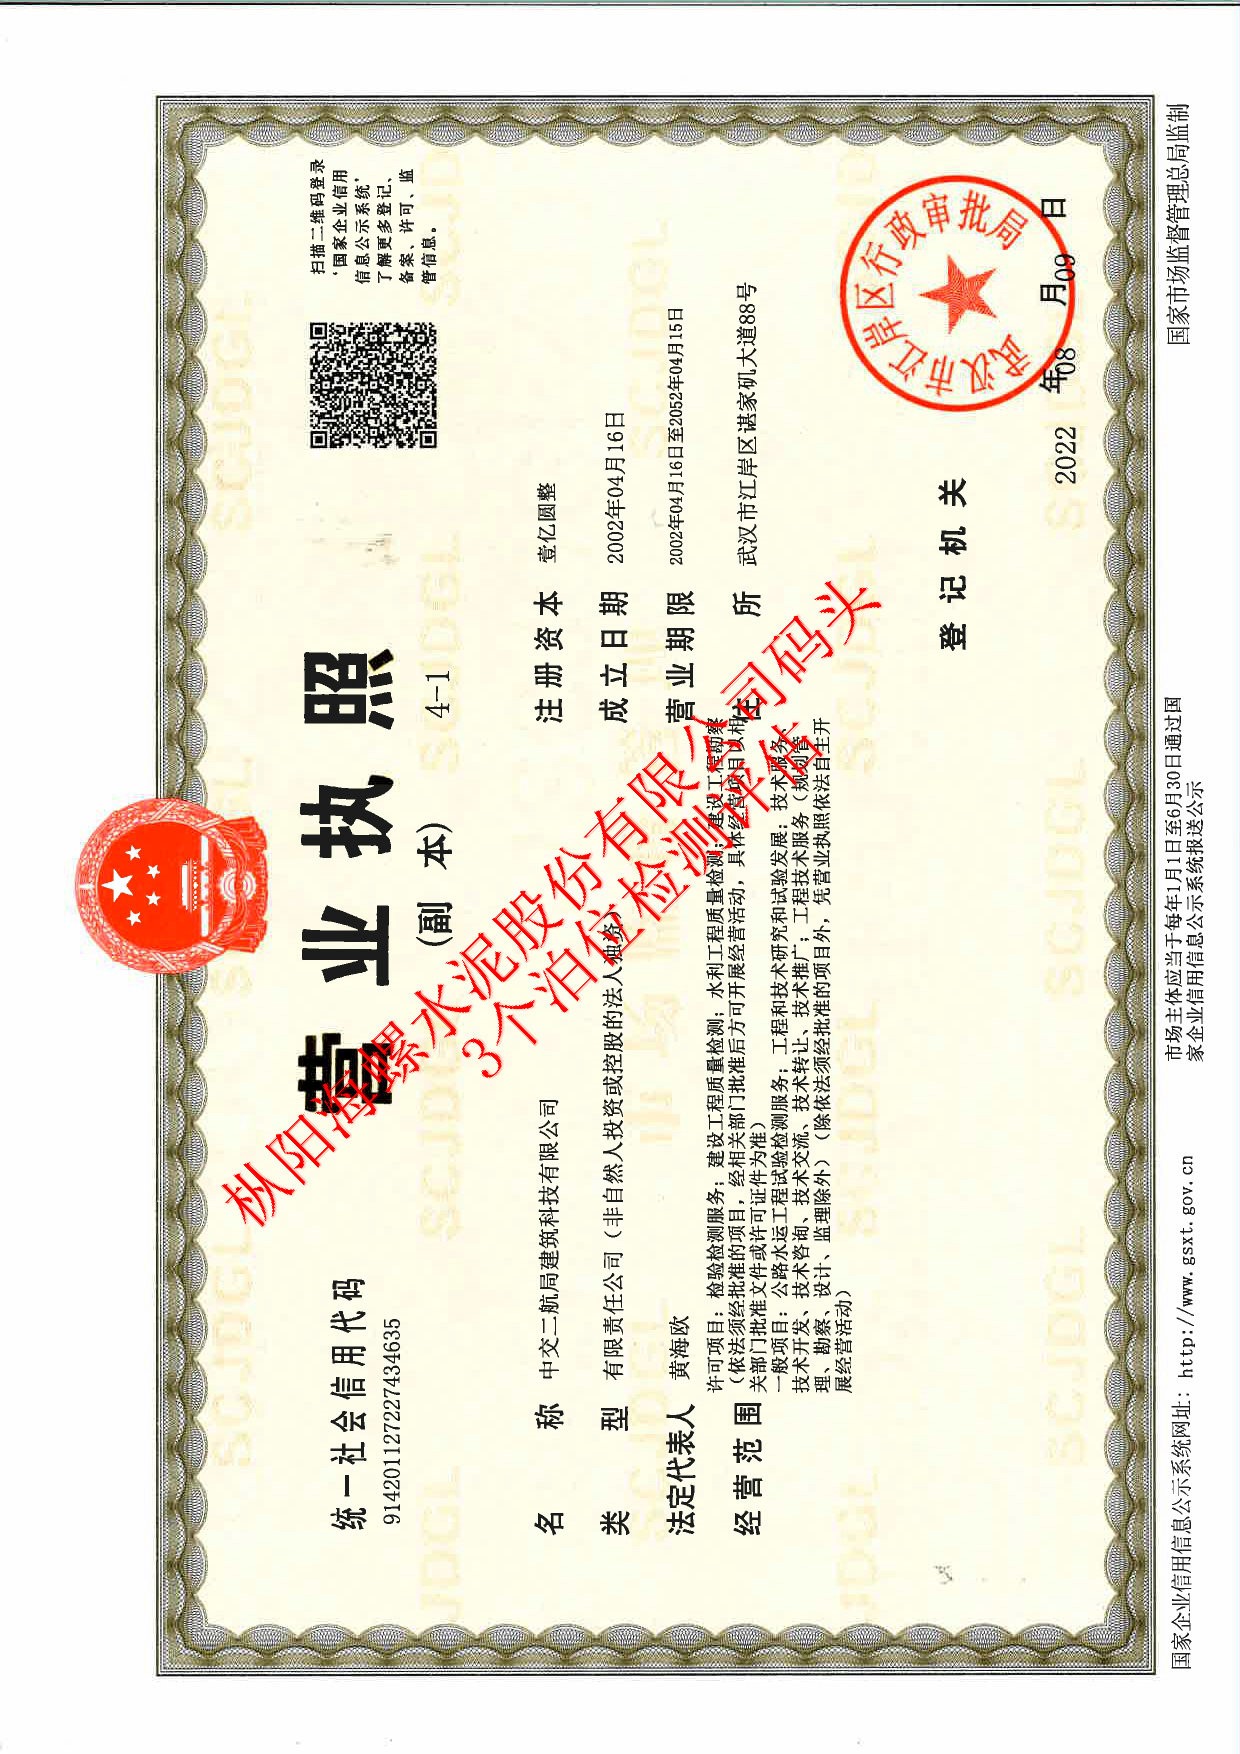 统一社会信用代码
91420112722743​4635
营业执照
(副 本) 4-1
扫描二维码登录
‘国家企业信用
信息公示系统’
了解更多登记、
备案、许可、监
管信息。
名 称 中交二航局建筑科技有限公司
类 型 有限责任公司（非自然人投资或控股的法人独资）
法定代表人 黄海欧
经营范围 许可项目：检验检测服务；建设工程质量检测；水利工程质量检测；建设工程勘察
（依法须经批准的项目，经相关部门批准后方可开展经营活动，具体经营项目以相
关部门批准文件或许可证件为准）
一般项目：公路水运工程试验检测服务；工程和技术研究和试验发展；技术服务、
技术开发、技术咨询、技术交流、技术转让、技术推广；工程技术服务（规划管
理、勘察、设计、监理除外）（除依法须经批准的项目外，凭营业执照依法自主开
展经营活动）
注册资本 壹亿圆整
成立日期 2002年04月16日
营业期限 2002年04月16日至2052年04月15日
住 所 武汉市江岸区谌家矶大道88号
登记机关
武汉市江岸区行政审批局
2022 年 08 月 09 日
枞阳海螺水泥股份有限公司码头
3个泊位检测评估
国家企业信用信息公示系统网址：http://www.gsxt.gov.cn
市场主体应当于每年1月1日至6月30日通过国
家企业信用信息公示系统报送公示
国家市场监督管理总局监制